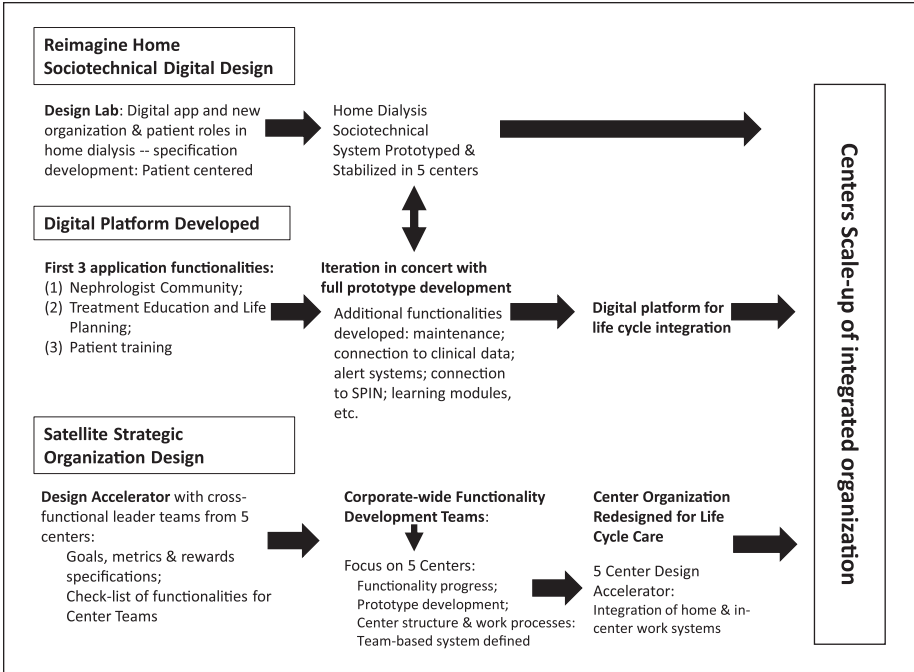 Reimagine Home
Sociotechnical Digital Design
Design Lab: Digital app and new
organization & patient roles in
home dialysis -- specification
development: Patient centered
Home Dialysis
Sociotechnical
System Prototyped &
Stabilized in 5 centers
Digital Platform Developed
First 3 application functionalities:
(1) Nephrologist Community;
(2) Treatment Education and Life
Planning;
(3) Patient training
Iteration in concert with
full prototype development
Additional functionalities
developed: maintenance;
connection to clinical data;
alert systems; connection
to SPIN; learning modules,
etc.
Digital platform for
life cycle integration
Satellite Strategic
Organization Design
Design Accelerator with cross-
functional leader teams from 5
centers:
Goals, metrics & rewards
specifications;
Check-list of functionalities for
Center Teams
Corporate-wide Functionality
Development Teams:
Focus on 5 Centers:
Functionality progress;
Prototype development;
Center structure & work processes:
Team-based system defined
Center Organization
Redesigned for Life
Cycle Care
5 Center Design
Accelerator:
Integration of home & in-
center work systems
Centers Scale-up of integrated organization